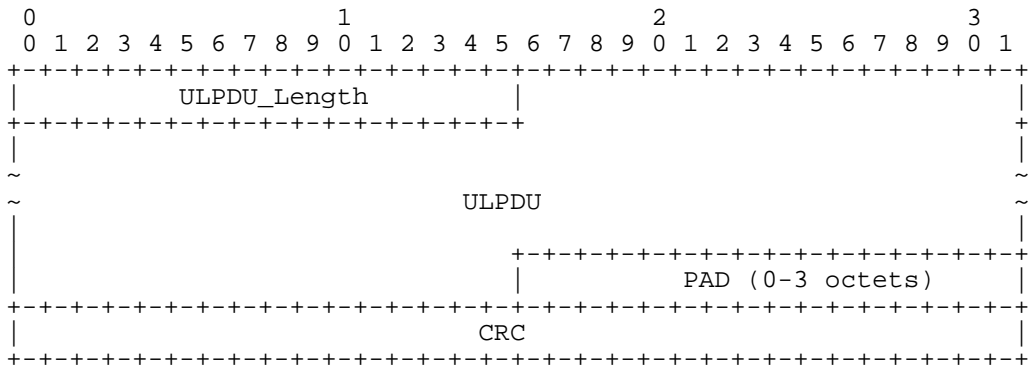 0                   1                   2                   3
 0 1 2 3 4 5 6 7 8 9 0 1 2 3 4 5 6 7 8 9 0 1 2 3 4 5 6 7 8 9 0 1
+-+-+-+-+-+-+-+-+-+-+-+-+-+-+-+-+-+-+-+-+-+-+-+-+-+-+-+-+-+-+-+-+
|          ULPDU_Length         |                               |
+-+-+-+-+-+-+-+-+-+-+-+-+-+-+-+-+                               +
|                                                               |
~                                                               ~
~                            ULPDU                              ~
|                                                               |
|                               +-+-+-+-+-+-+-+-+-+-+-+-+-+-+-+-+
|                               |          PAD (0-3 octets)     |
+-+-+-+-+-+-+-+-+-+-+-+-+-+-+-+-+-+-+-+-+-+-+-+-+-+-+-+-+-+-+-+-+
|                             CRC                               |
+-+-+-+-+-+-+-+-+-+-+-+-+-+-+-+-+-+-+-+-+-+-+-+-+-+-+-+-+-+-+-+-+